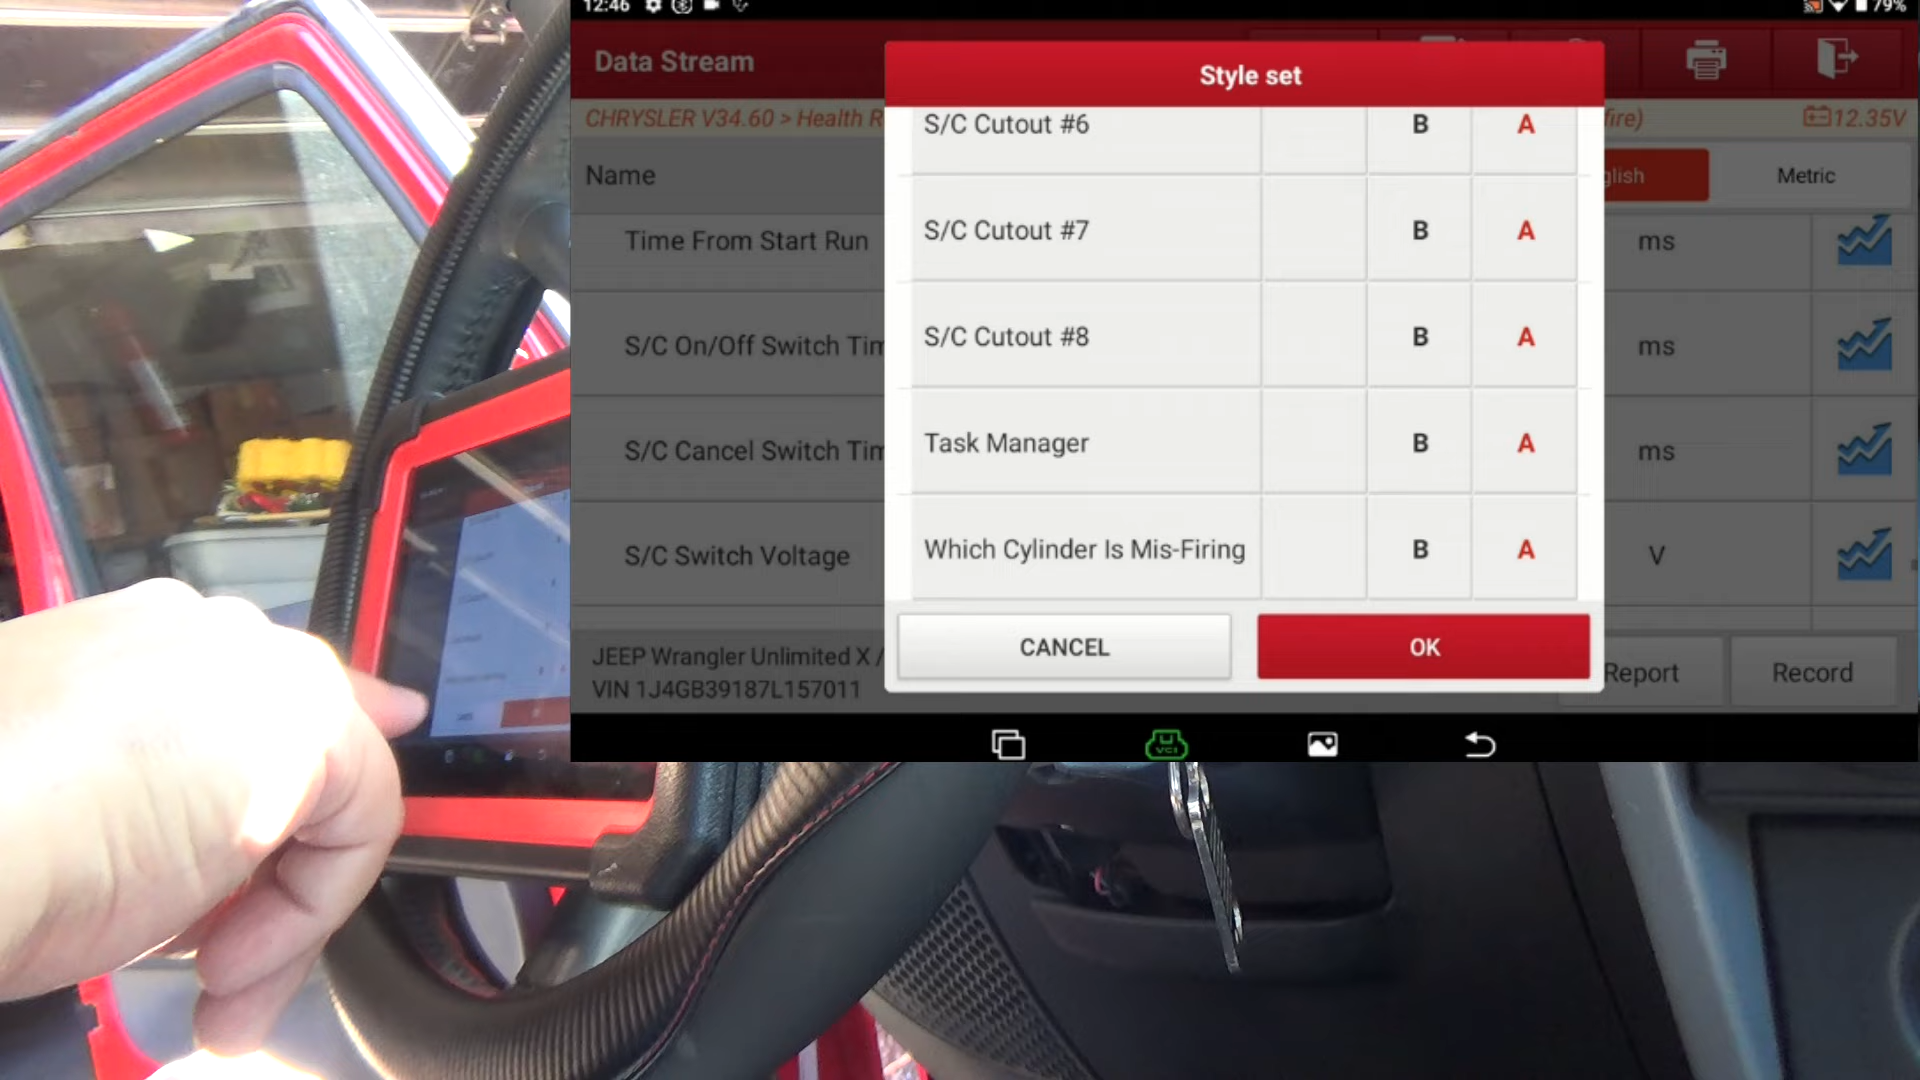 12:46
79%
Data Stream
Style set
CHRYSLER V34.60 > Health R
fire)
12.35V
Name
glish
Metric
S/C Cutout #6 B A
S/C Cutout #7 B A
S/C Cutout #8 B A
Task Manager B A
Which Cylinder Is Mis-Firing B A
Time From Start Run
ms
S/C On/Off Switch Tim
ms
S/C Cancel Switch Tim
ms
S/C Switch Voltage
V
CANCEL
OK
JEEP Wrangler Unlimited X /
VIN 1J4GB39187L157011
Report
Record
VCI